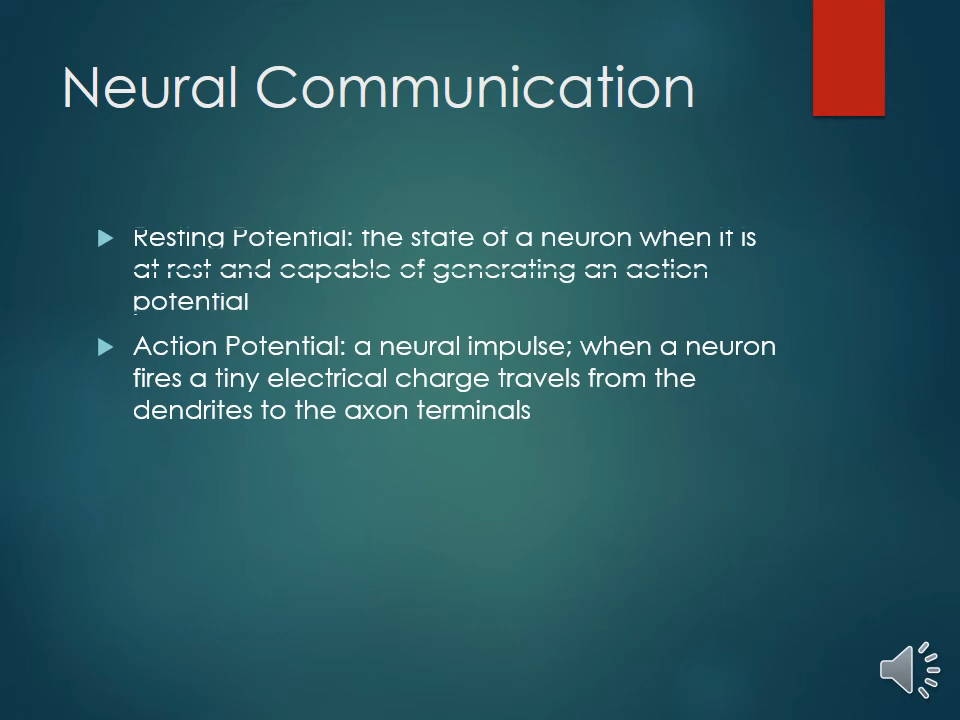 Neural Communication
Resting Potential: the state of a neuron when it is
at rest and capable of generating an action
potential
Action Potential: a neural impulse; when a neuron
fires a tiny electrical charge travels from the
dendrites to the axon terminals